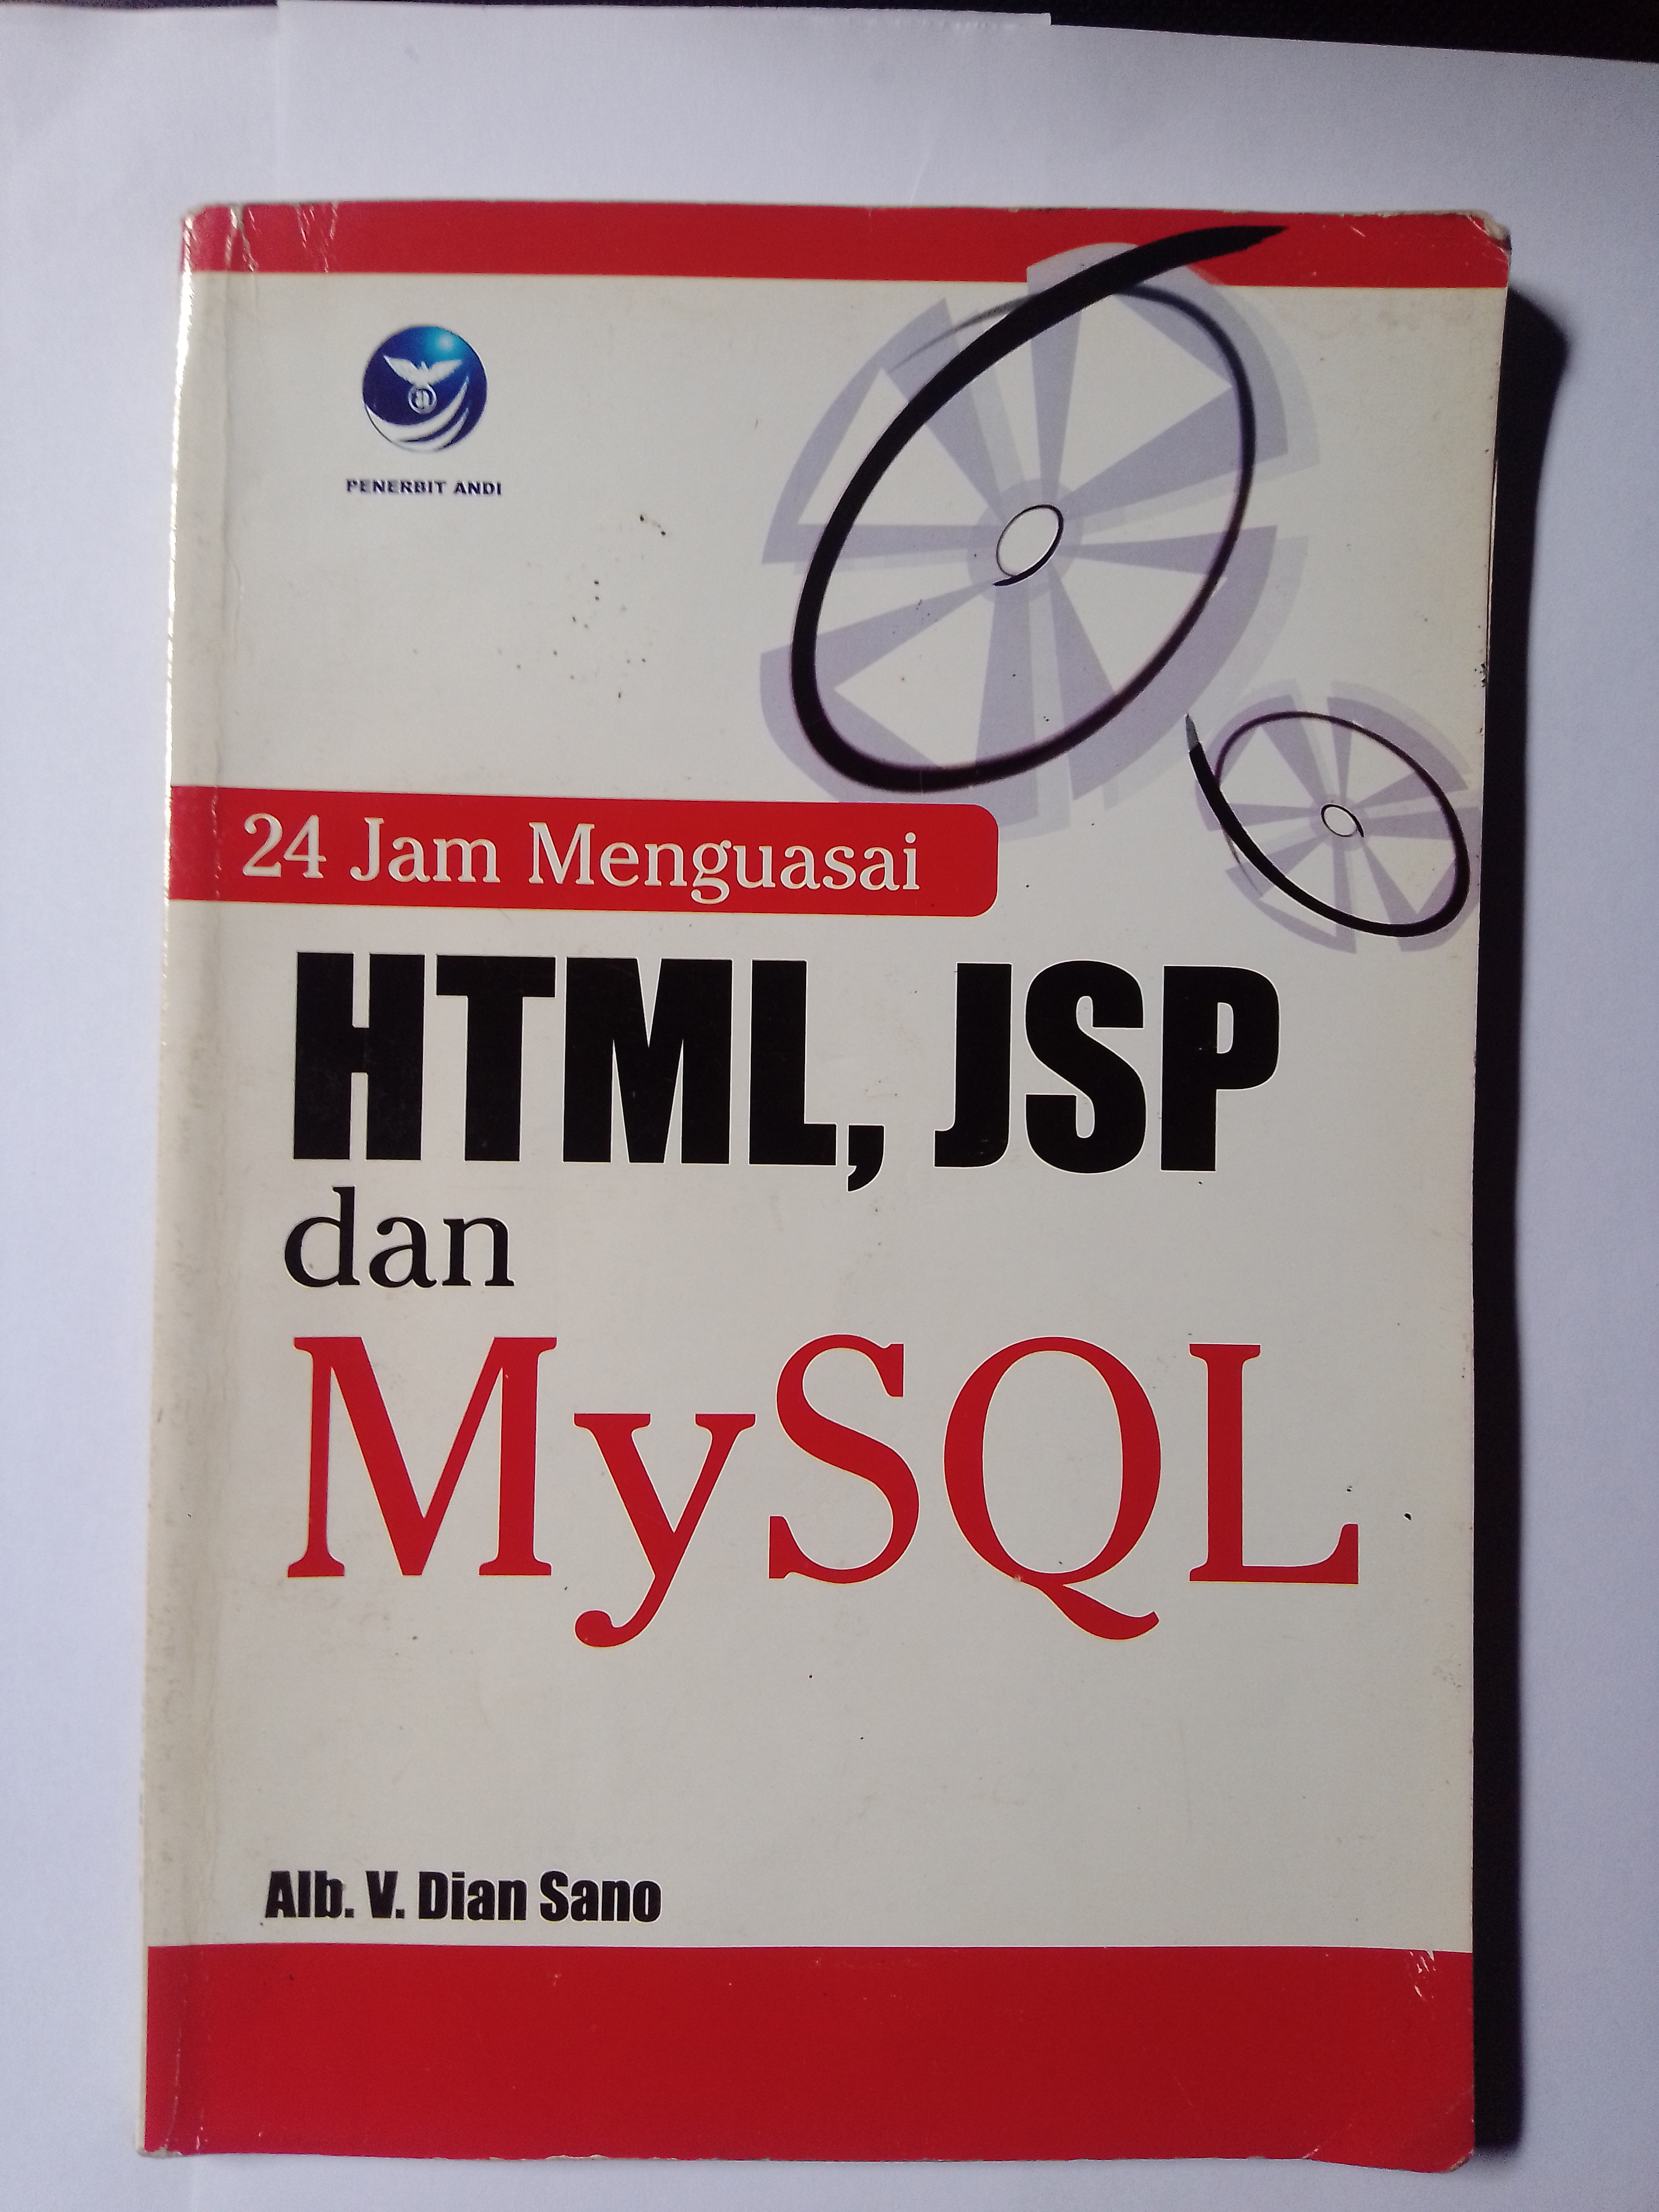 PENERBIT ANDI
24 Jam Menguasai
HTML, JSP
dan
MySQL
Alb. V. Dian Sano